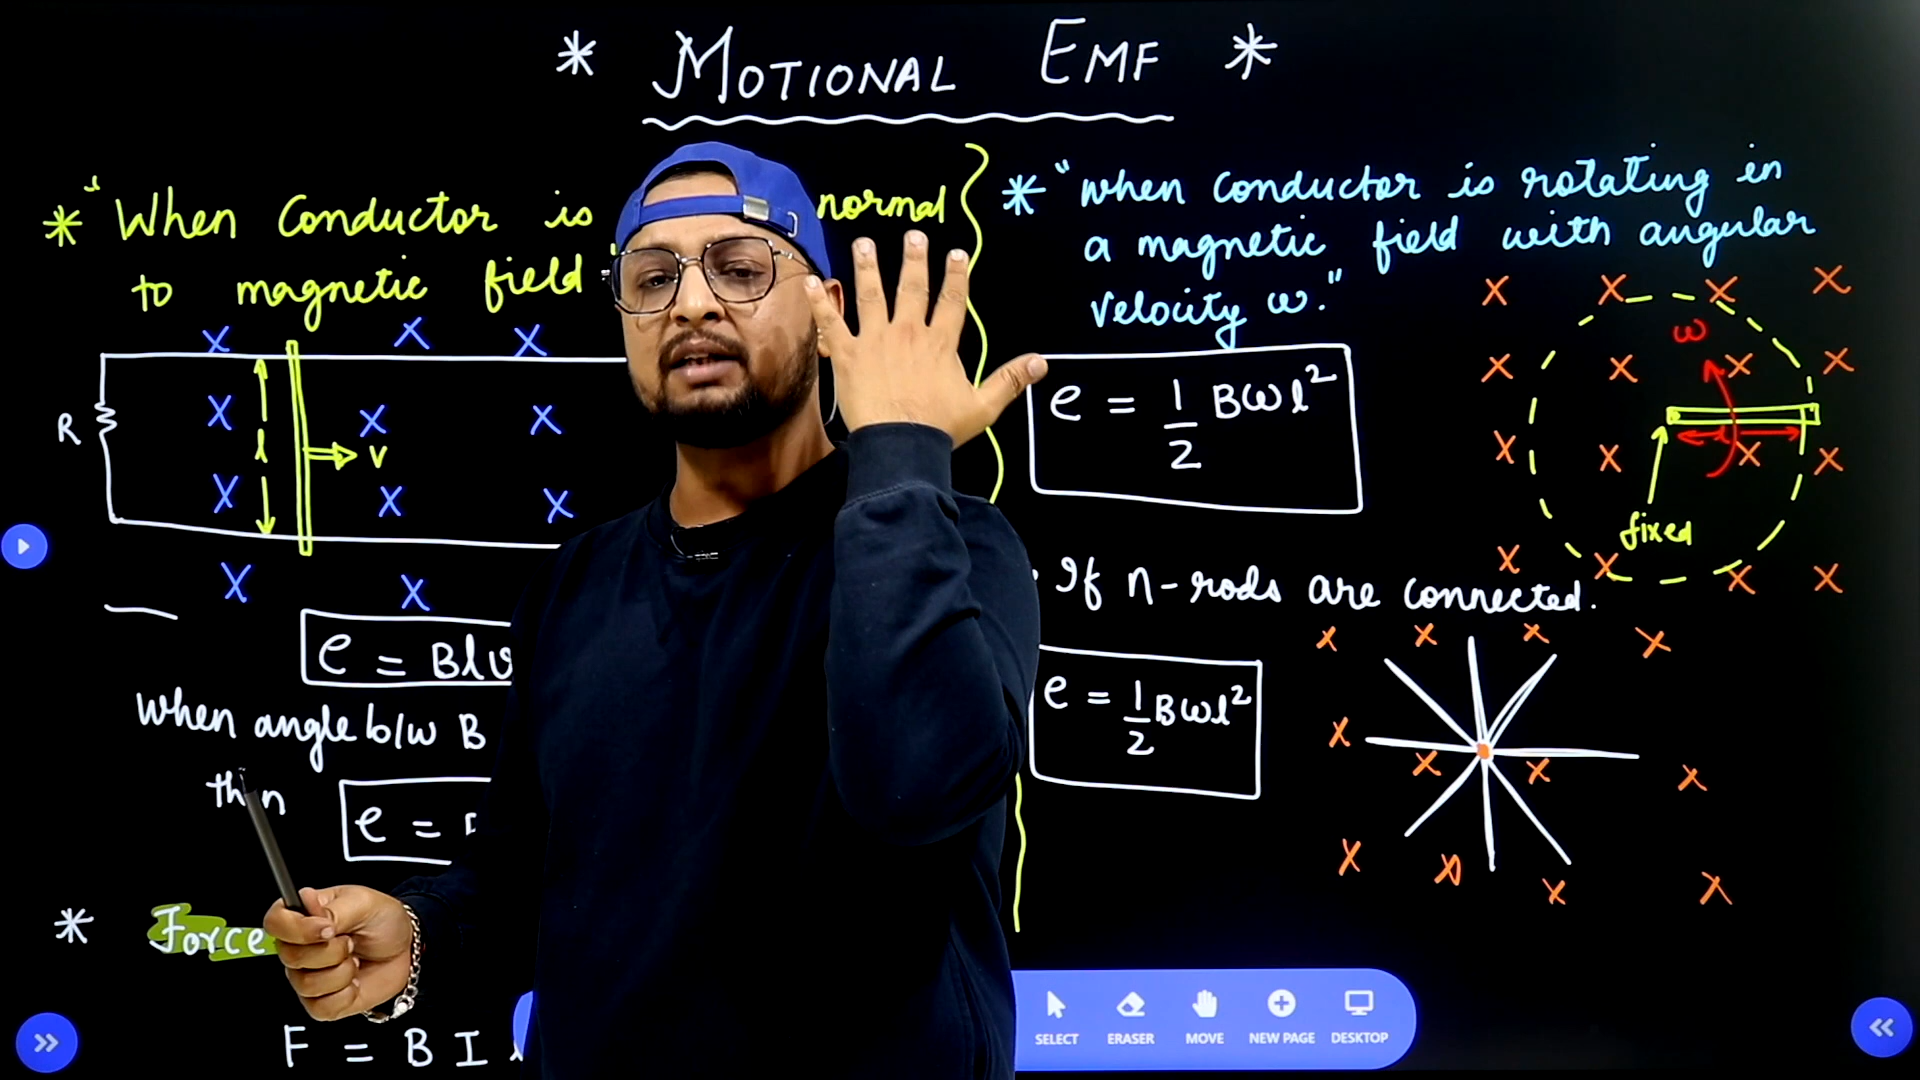 * MOTIONAL EMF *
* "When Conductor is normal
to magnetic field"
X X X
R l v
X X X
X X X
X X
e = Blv
When angle b/w B
then
e =
* Force
F = B I
* "when conductor is rotating in
a magnetic field with angular
velocity ω."
X X X X
ω
X X X X
e = 1/2 Bωl²
l
X X X X
fixed
X X X X
If n-rods are connected.
X X X X
e = 1/2 Bωl²
X X X X
X X X X
SELECT ERASER MOVE NEW PAGE DESKTOP